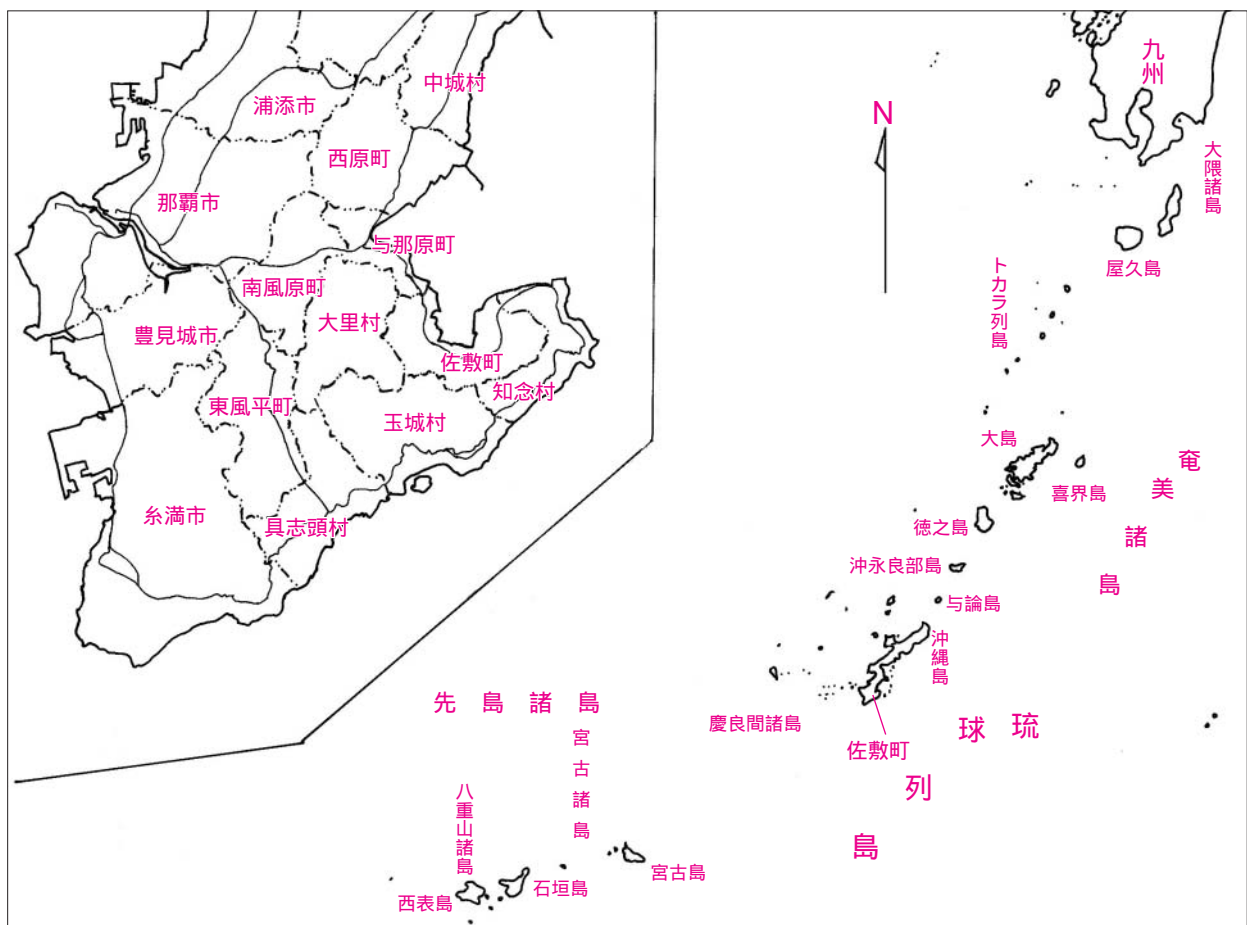 中城村
浦添市
西原町
那覇市
与那原町
南風原町
大里村
豊見城市
佐敷町
知念村
東風平町
玉城村
糸満市
具志頭村
N
九州
大隈諸島
屋久島
トカラ列島
大島
喜界島
奄美諸島
徳之島
沖永良部島
与論島
沖縄島
慶良間諸島
佐敷町
琉球列島
先島諸島
宮古諸島
八重山諸島
宮古島
石垣島
西表島